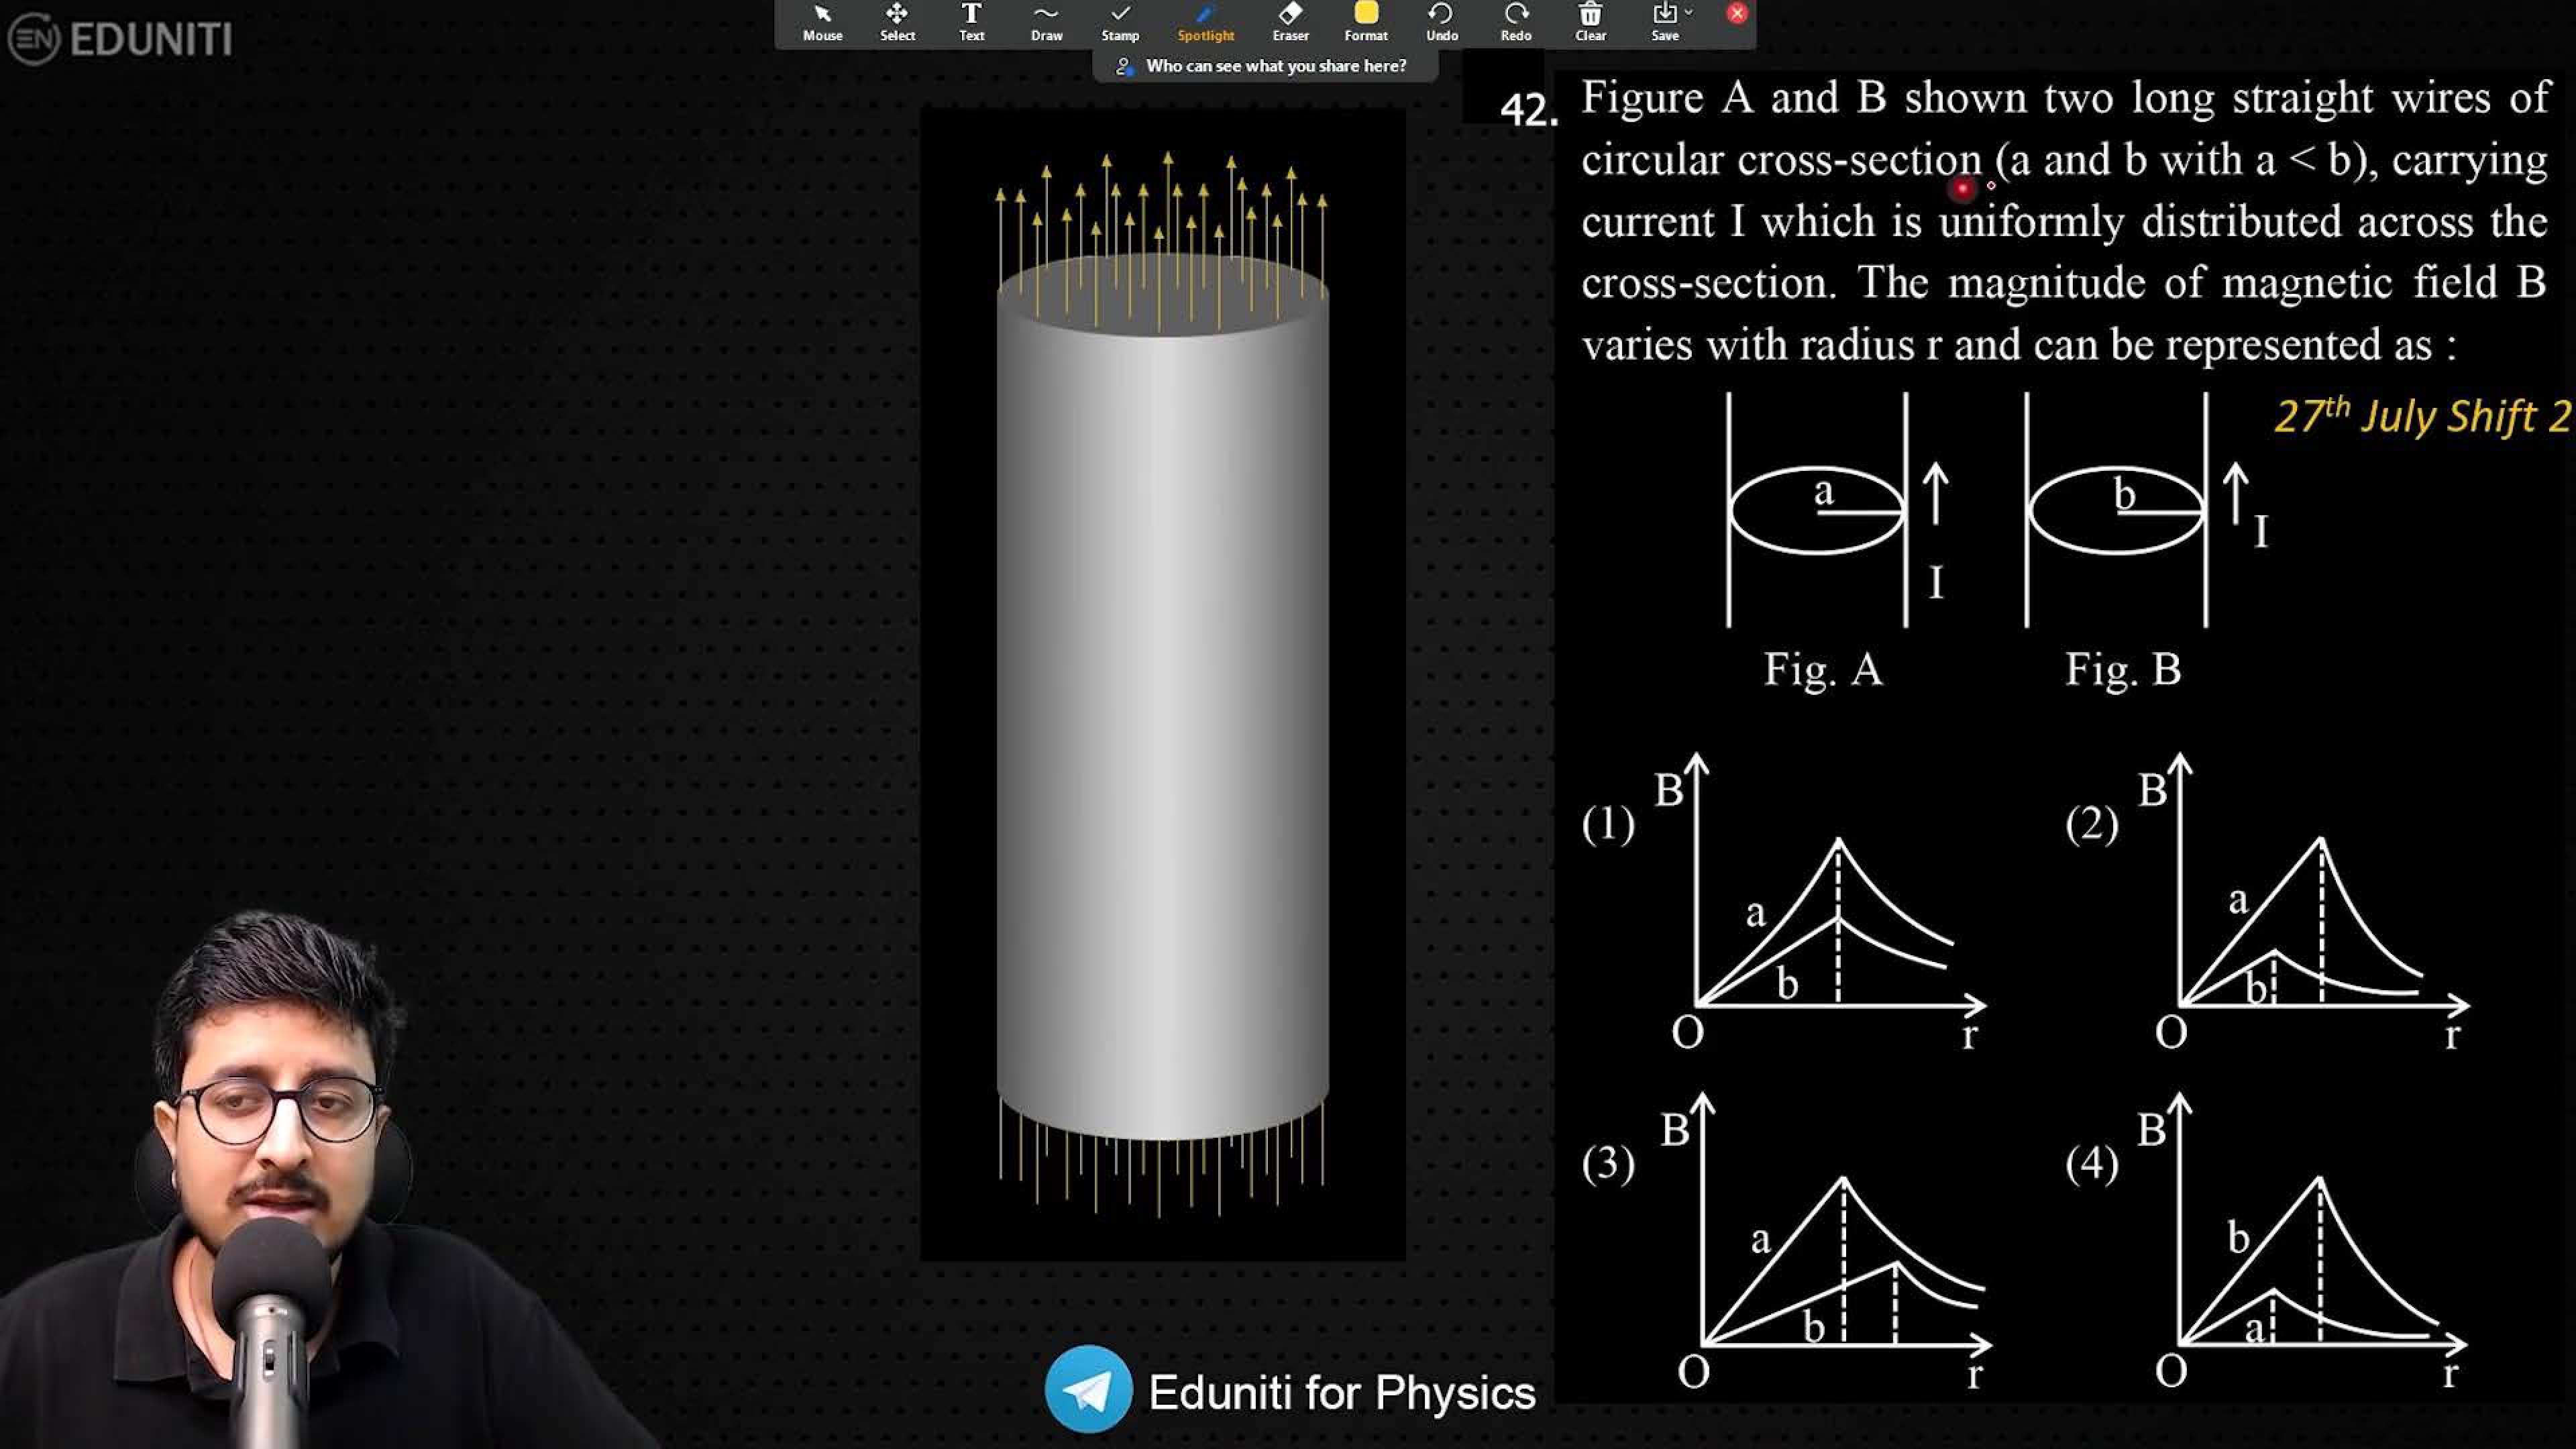 EN EDUNITI
Mouse Select Text Draw Stamp Spotlight Eraser Format Undo Redo Clear Save
Who can see what you share here?
42. Figure A and B shown two long straight wires of
circular cross-section (a and b with a < b), carrying
current I which is uniformly distributed across the
cross-section. The magnitude of magnetic field B
varies with radius r and can be represented as :
27th July Shift 2
a I
b I
Fig. A Fig. B
(1) B a b O r
(2) B a b O r
(3) B a b O r
(4) B b a O r
Eduniti for Physics